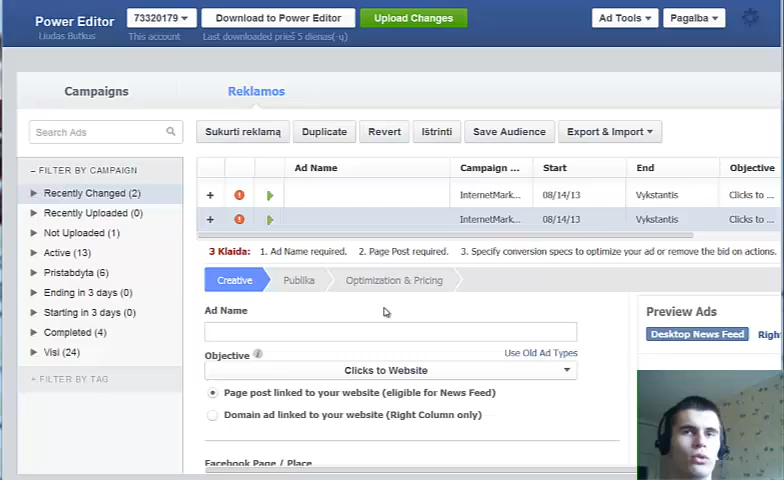 Power Editor 73320179 Download to Power Editor Upload Changes Ad Tools Pagalba
Liudas Butkus This account Last downloaded prieš 5 dienas(-ų)
Campaigns Reklamos
Search Ads Sukurti reklamą Duplicate Revert Ištrinti Save Audience Export & Import
FILTER BY CAMPAIGN Ad Name Campaign ... Start End Objective
Recently Changed (2) InternetMark... 08/14/13 Vykstantis Clicks to ...
Recently Uploaded (0) InternetMark... 08/14/13 Vykstantis Clicks to ...
Not Uploaded (1)
Active (13) 3 Klaida: 1. Ad Name required. 2. Page Post required. 3. Specify conversion specs to optimize your ad or remove the bid on actions.
Pristabdyta (6) Creative Publika Optimization & Pricing
Ending in 3 days (0)
Starting in 3 days (0) Ad Name Preview Ads
Completed (4) Desktop News Feed Righ
Visi (24) Objective Use Old Ad Types
FILTER BY TAG Clicks to Website
Page post linked to your website (eligible for News Feed)
Domain ad linked to your website (Right Column only)
Facebook Page / Place